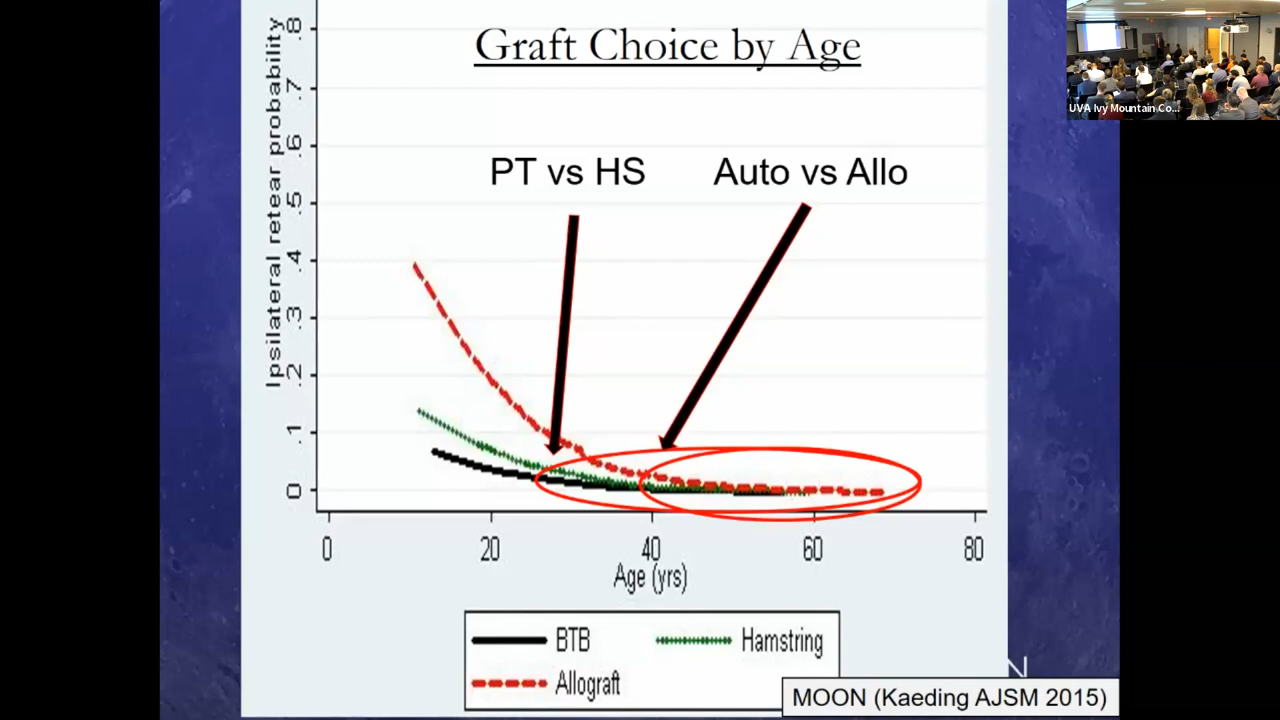 Graft Choice by Age
UVA Ivy Mountain Co...
PT vs HS
Auto vs Allo
Ipsilateral retear probability
.8
.7
.6
.5
.4
.3
.2
.1
0
0 20 40 60 80
Age (yrs)
BTB Hamstring
Allograft
N
MOON (Kaeding AJSM 2015)